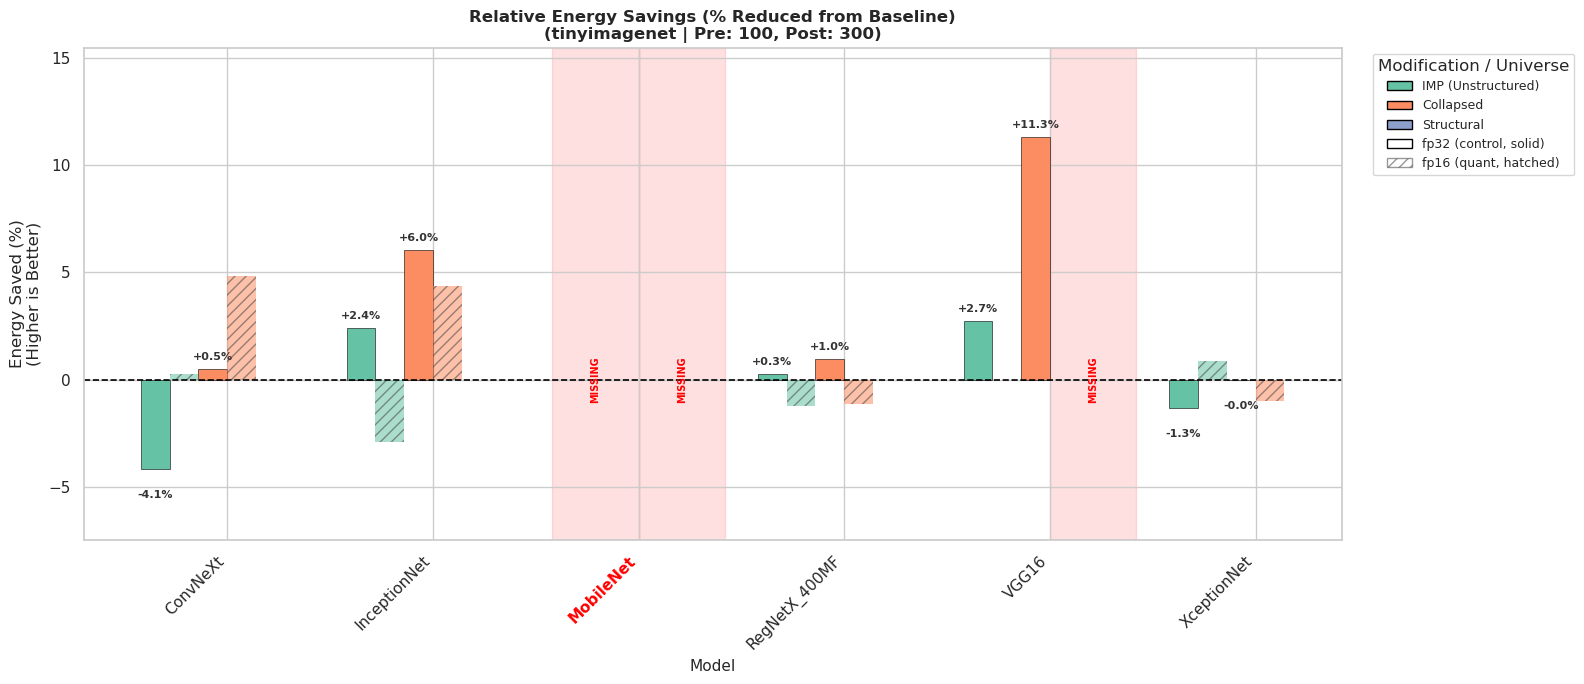 Relative Energy Savings (% Reduced from Baseline)
(tinyimagenet | Pre: 100, Post: 300)
Energy Saved (%)
(Higher is Better)
15
10
5
0
−5
-4.1%
+0.5%
+2.4%
+6.0%
MISSING
MISSING
+0.3%
+1.0%
+2.7%
+11.3%
MISSING
-1.3%
-0.0%
ConvNeXt
InceptionNet
MobileNet
RegNetX_400MF
VGG16
XceptionNet
Model
Modification / Universe
IMP (Unstructured)
Collapsed
Structural
fp32 (control, solid)
fp16 (quant, hatched)